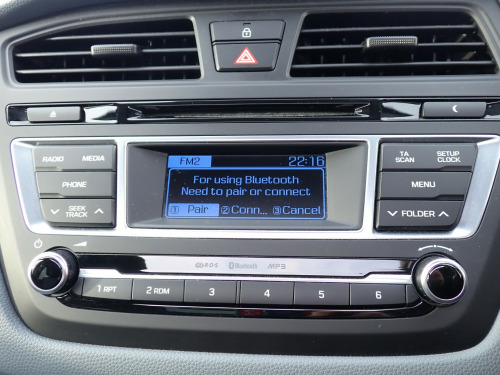 FM2 22:16
For using Bluetooth
Need to pair or connect
1 Pair 2 Conn... 3 Cancel
RADIO MEDIA
PHONE
SEEK
TRACK
TA
SCAN
SETUP
CLOCK
MENU
FOLDER
RDS Bluetooth MP3
1 RPT 2 RDM 3 4 5 6